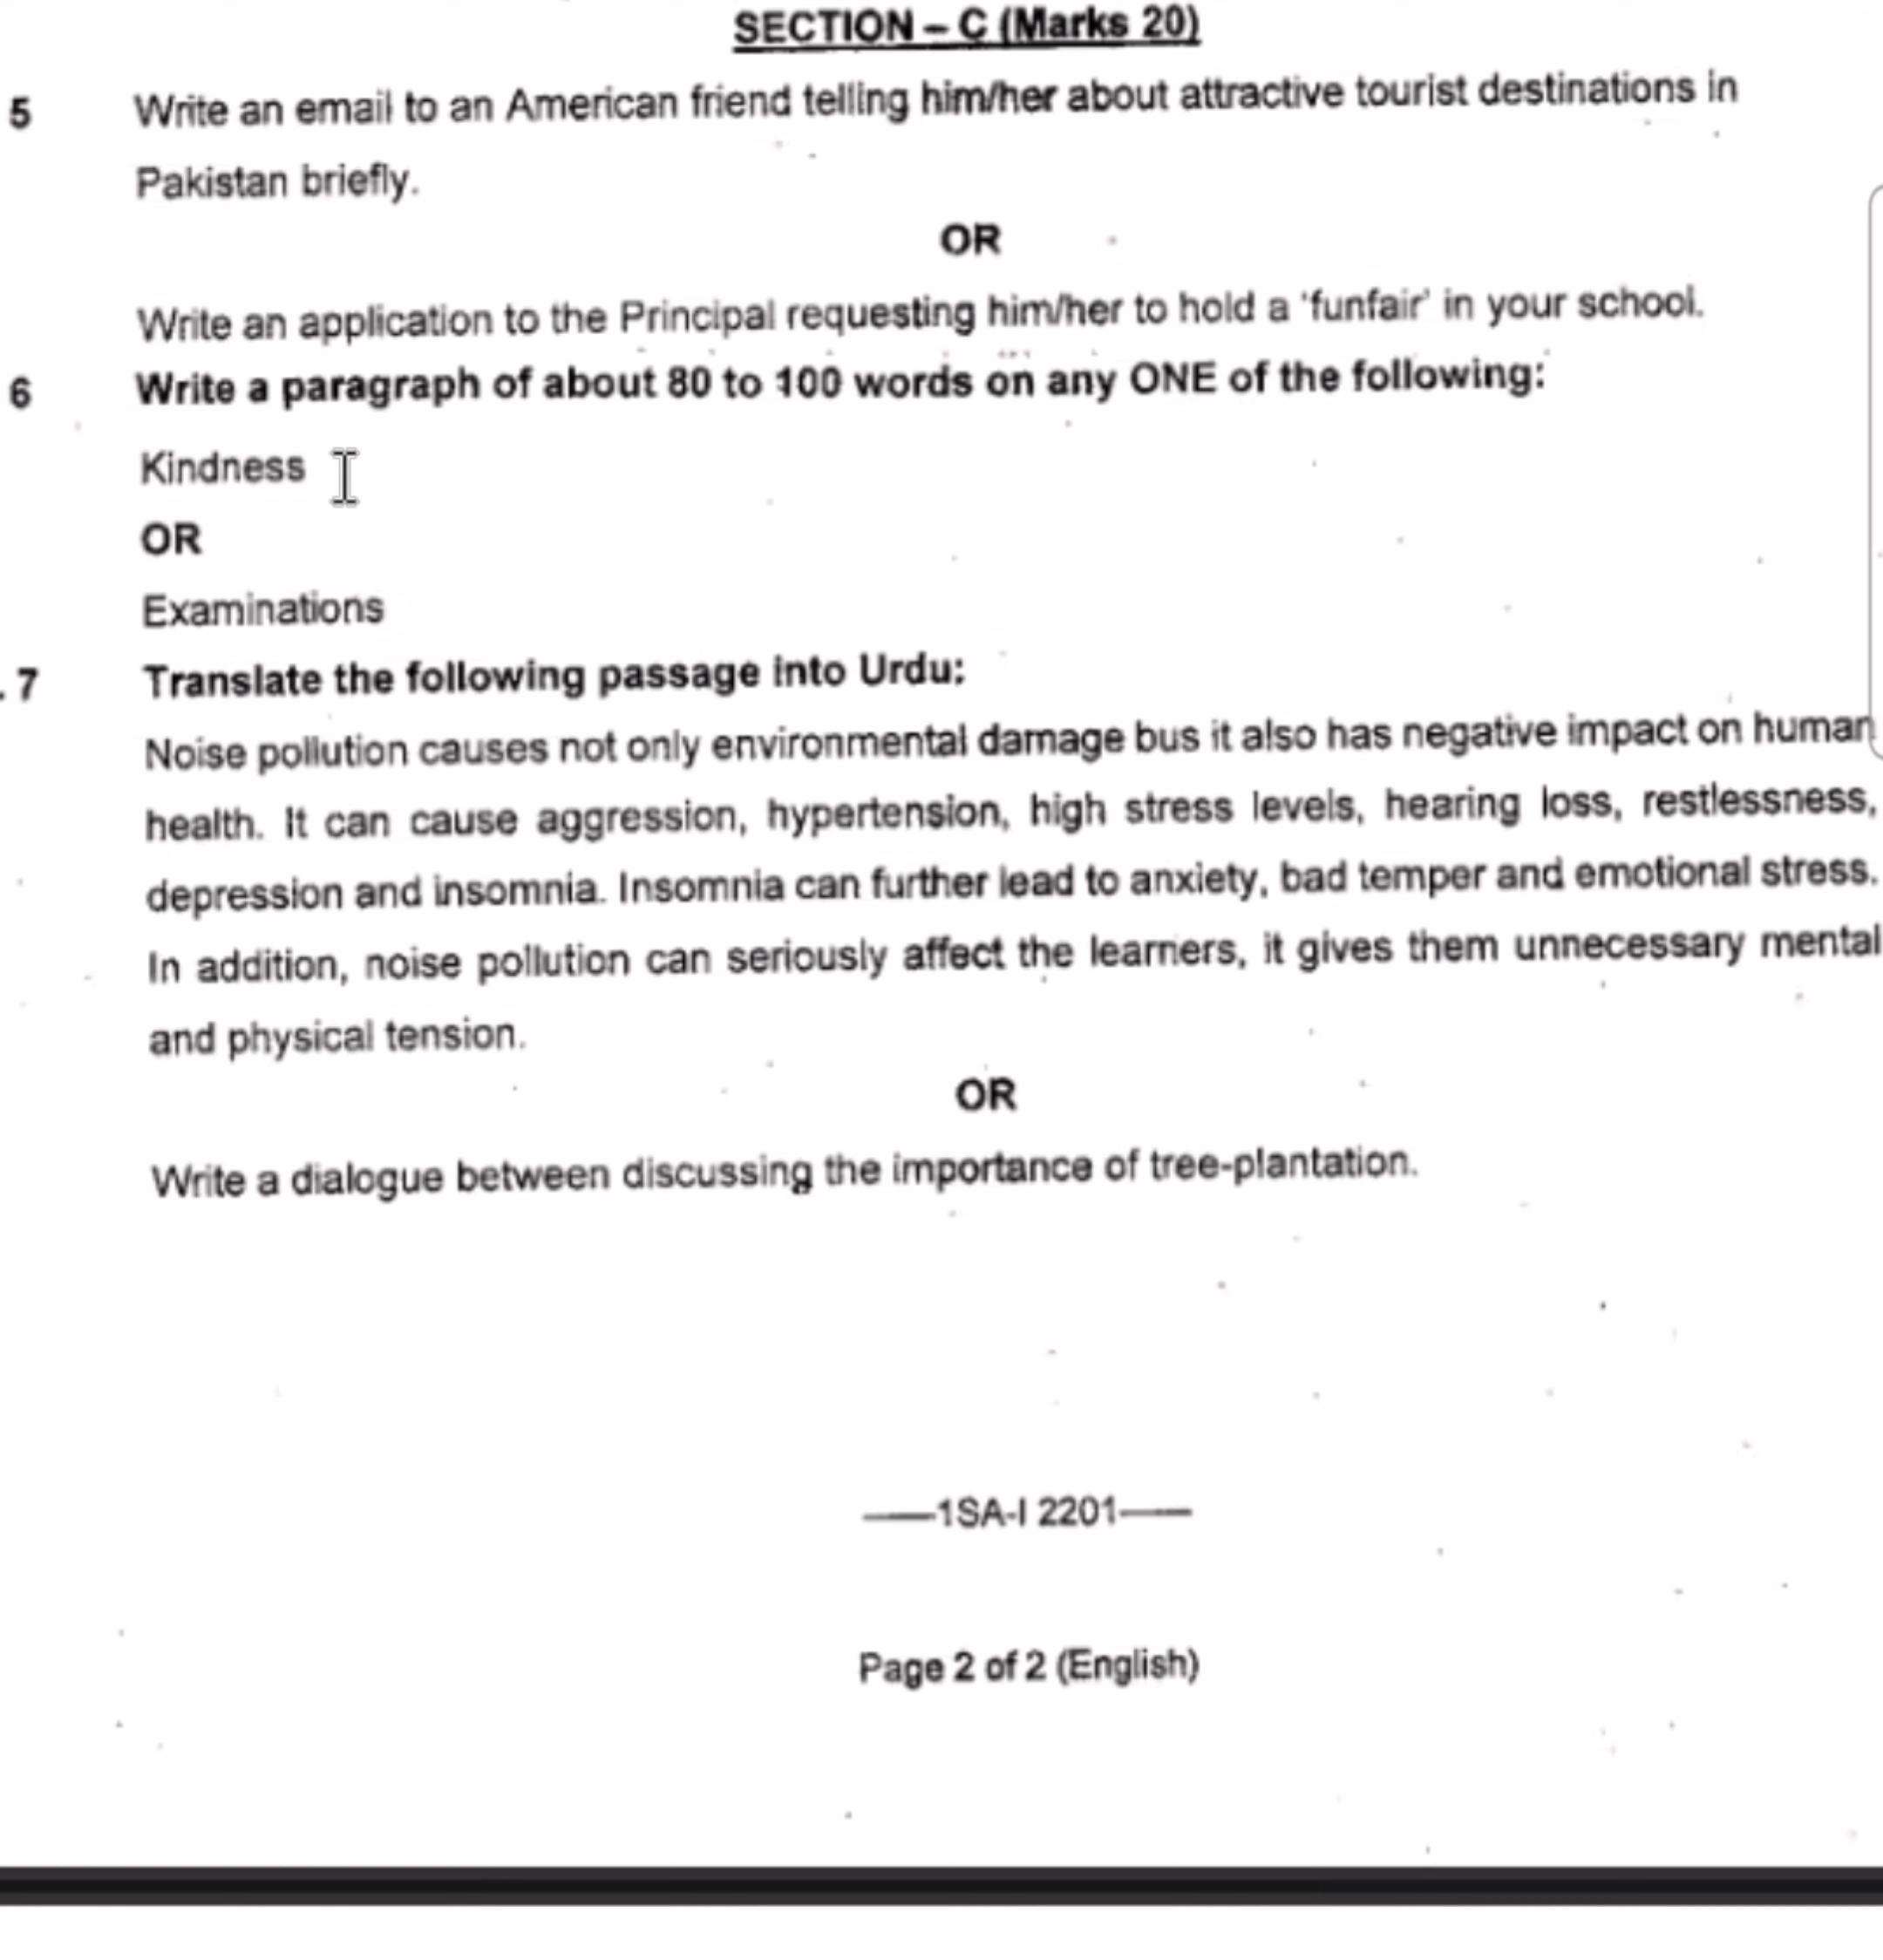 SECTION – C (Marks 20)
5 Write an email to an American friend telling him/her about attractive tourist destinations in
Pakistan briefly.
OR
Write an application to the Principal requesting him/her to hold a 'funfair' in your school.
6 Write a paragraph of about 80 to 100 words on any ONE of the following:
Kindness
OR
Examinations
. 7 Translate the following passage into Urdu:
Noise pollution causes not only environmental damage bus it also has negative impact on human
health. It can cause aggression, hypertension, high stress levels, hearing loss, restlessness,
depression and insomnia. Insomnia can further lead to anxiety, bad temper and emotional stress.
In addition, noise pollution can seriously affect the learners, it gives them unnecessary mental
and physical tension.
OR
Write a dialogue between discussing the importance of tree-plantation.
——1SA-I 2201——
Page 2 of 2 (English)